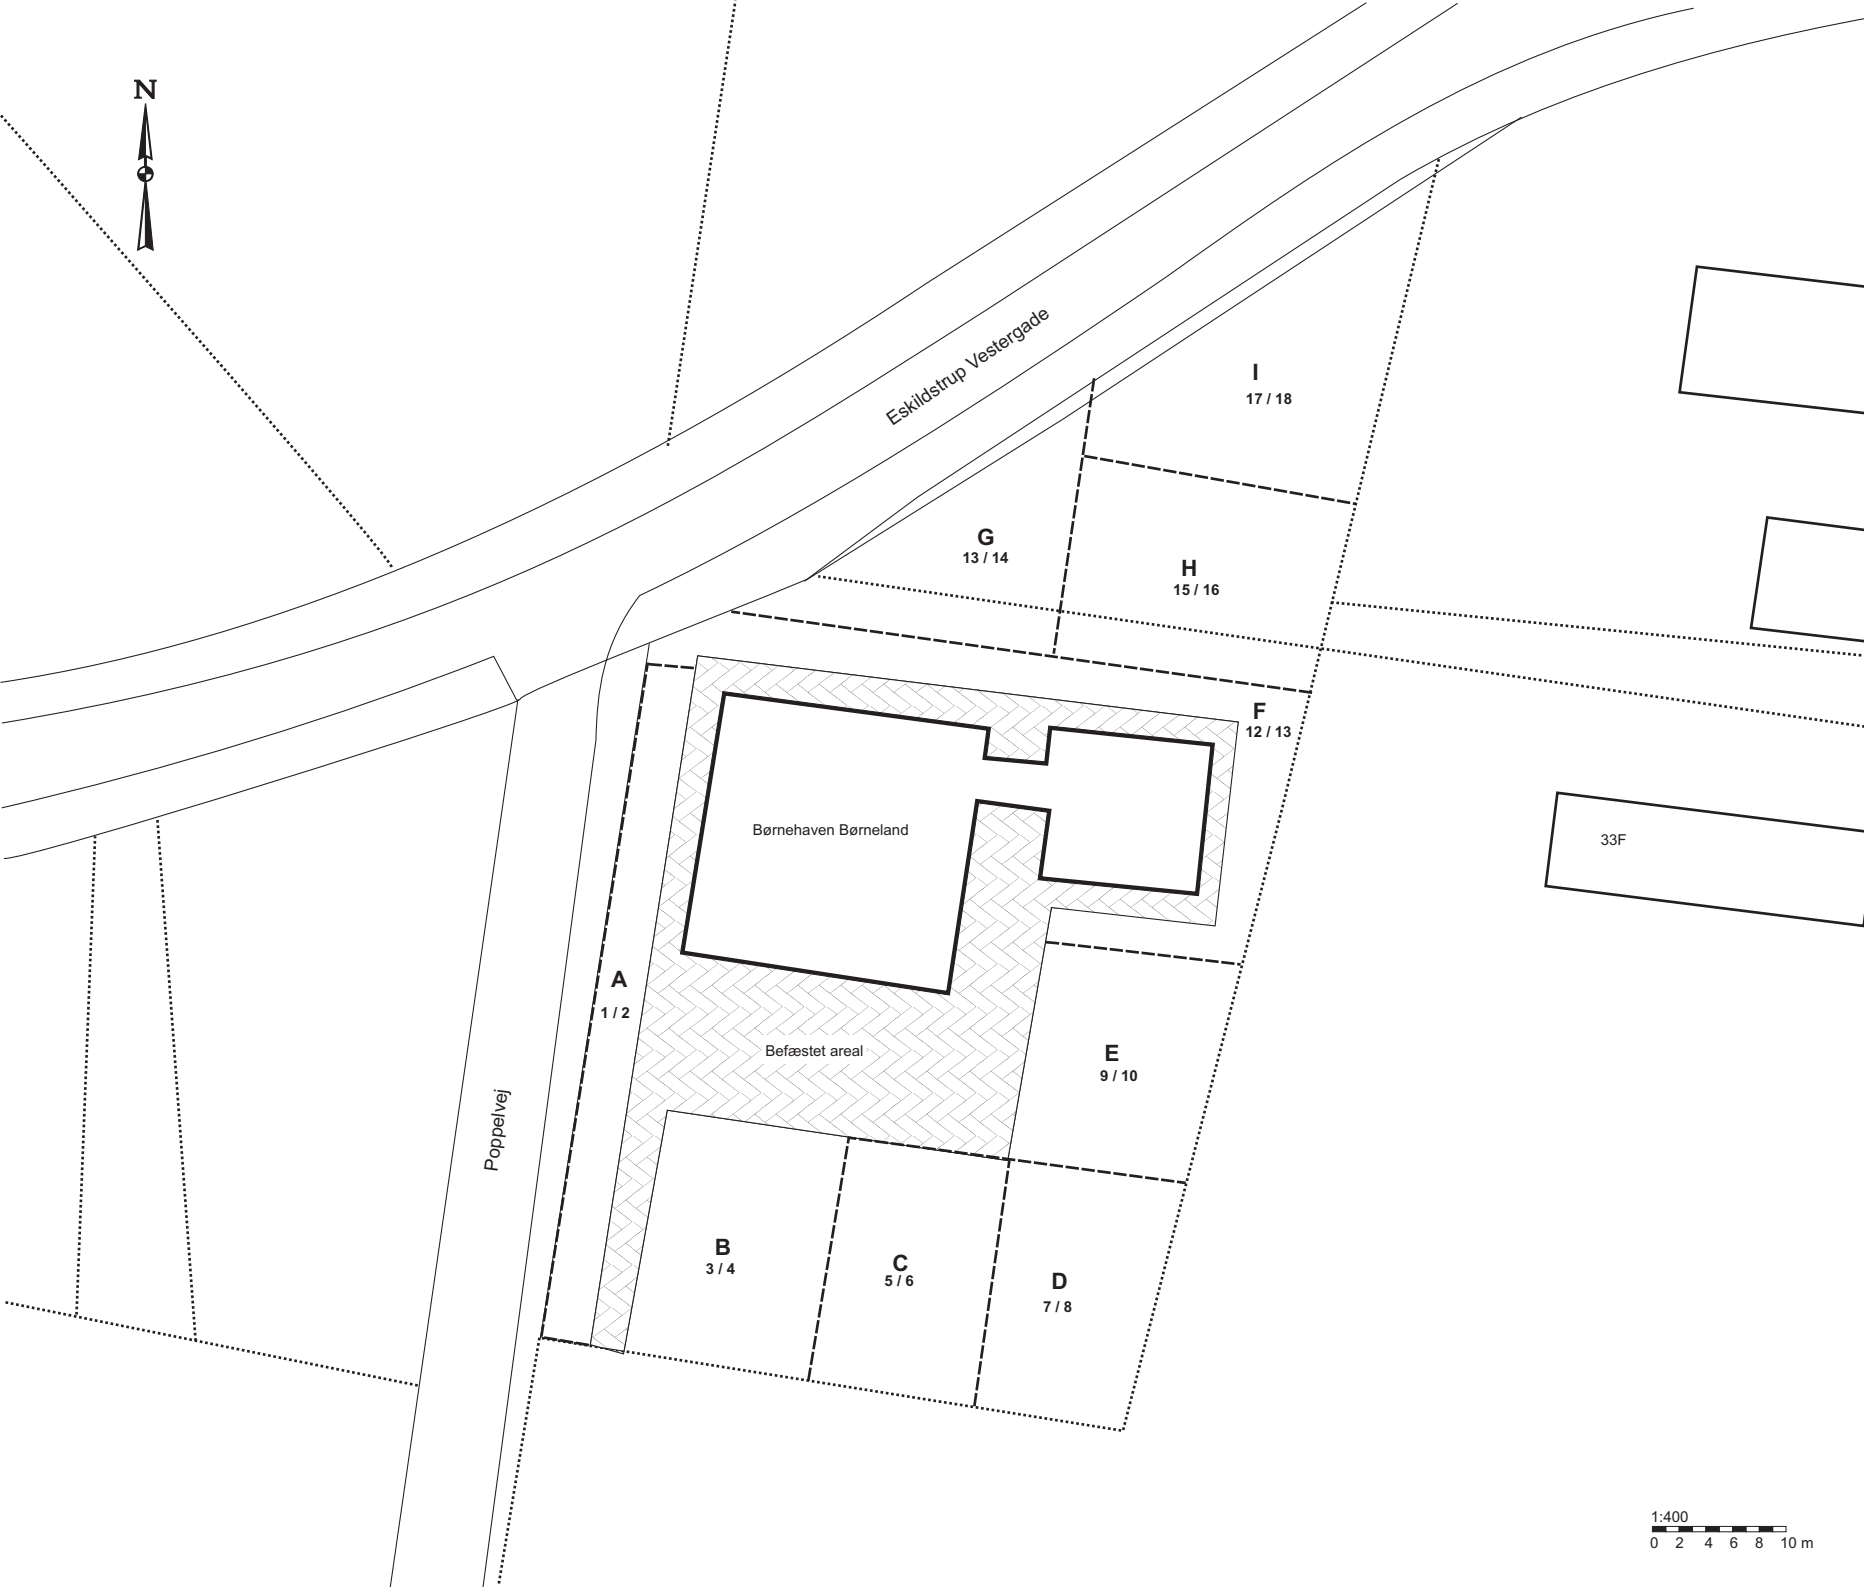 N
Eskildstrup Vestergade
I
17 / 18
G
13 / 14
H
15 / 16
F
12 / 13
Børnehaven Børneland
33F
A
1 / 2
Befæstet areal
E
9 / 10
Poppelvej
B
3 / 4
C
5 / 6
D
7 / 8
1:400
0 2 4 6 8 10 m